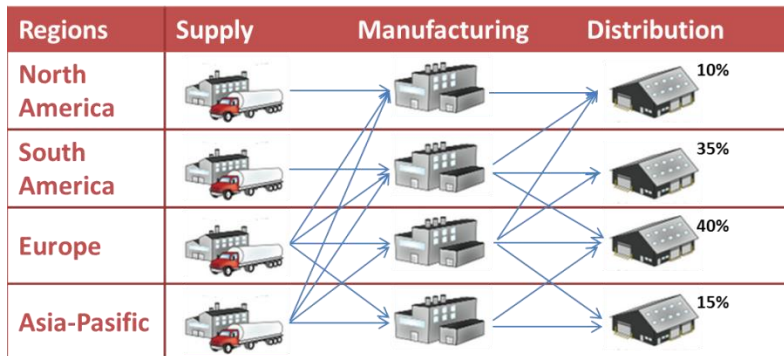 Regions Supply Manufacturing Distribution
North
America
10%
South
America
35%
Europe
40%
Asia-Pasific
15%